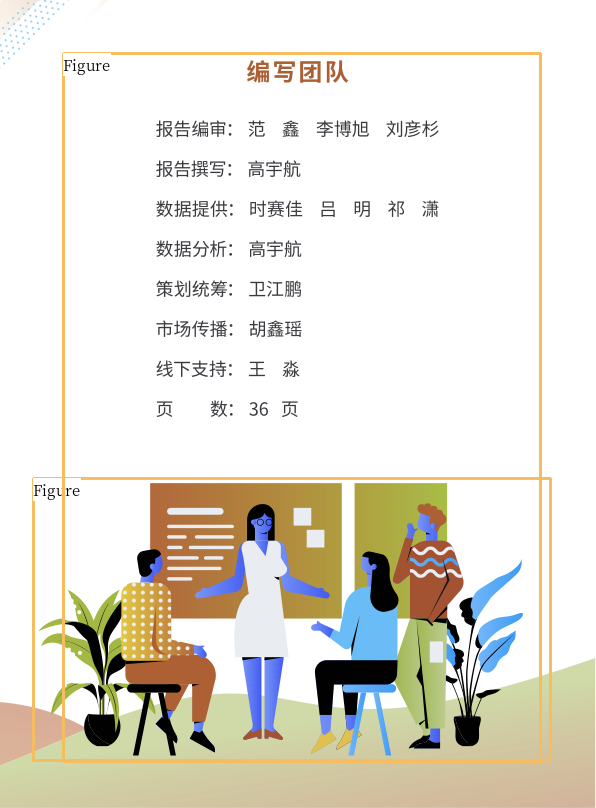 Figure
编写团队
报告编审： 范 鑫 李博旭 刘彦杉
报告撰写： 高宇航
数据提供： 时赛佳 吕 明 祁 潇
数据分析： 高宇航
策划统筹： 卫江鹏
市场传播： 胡鑫瑶
线下支持： 王 淼
页 数： 36 页
Figure